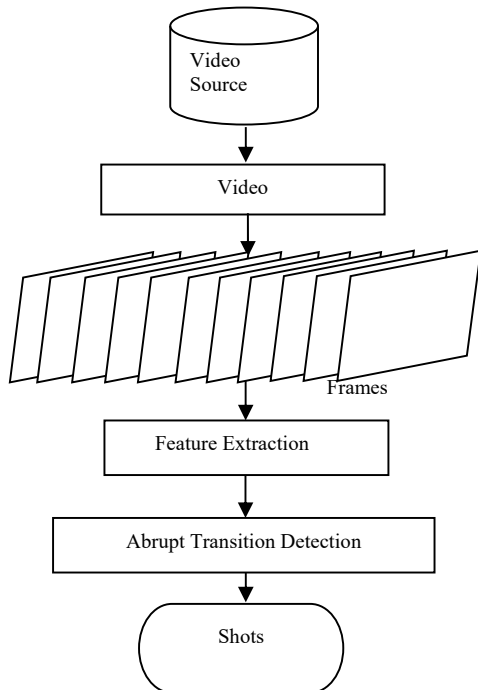 Video
Source
Video
Frames
Feature Extraction
Abrupt Transition Detection
Shots